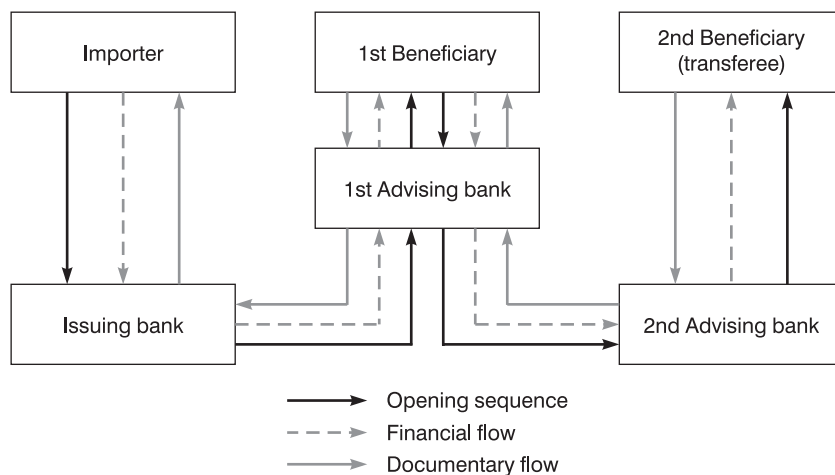 Importer
1st Beneficiary
2nd Beneficiary
(transferee)
1st Advising bank
Issuing bank
2nd Advising bank
Opening sequence
Financial flow
Documentary flow